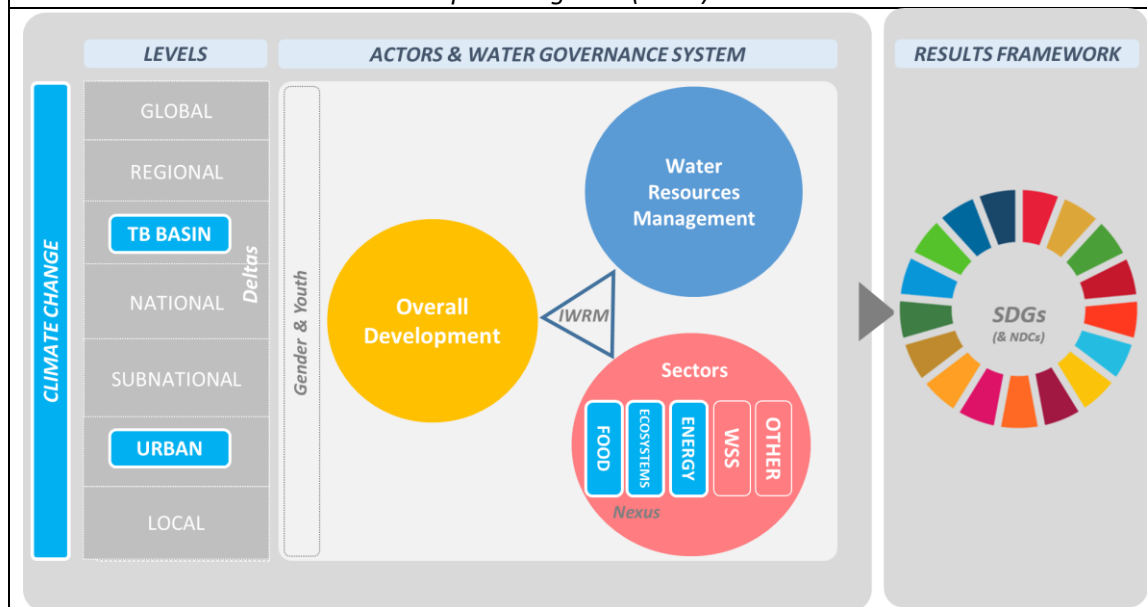 LEVELS
ACTORS & WATER GOVERNANCE SYSTEM
RESULTS FRAMEWORK
CLIMATE CHANGE
GLOBAL
REGIONAL
TB BASIN
NATIONAL
Deltas
SUBNATIONAL
URBAN
LOCAL
Gender & Youth
Overall
Development
Water
Resources
Management
IWRM
Sectors
FOOD
ECOSYSTEMS
ENERGY
WSS
OTHER
Nexus
SDGs
(& NDCs)